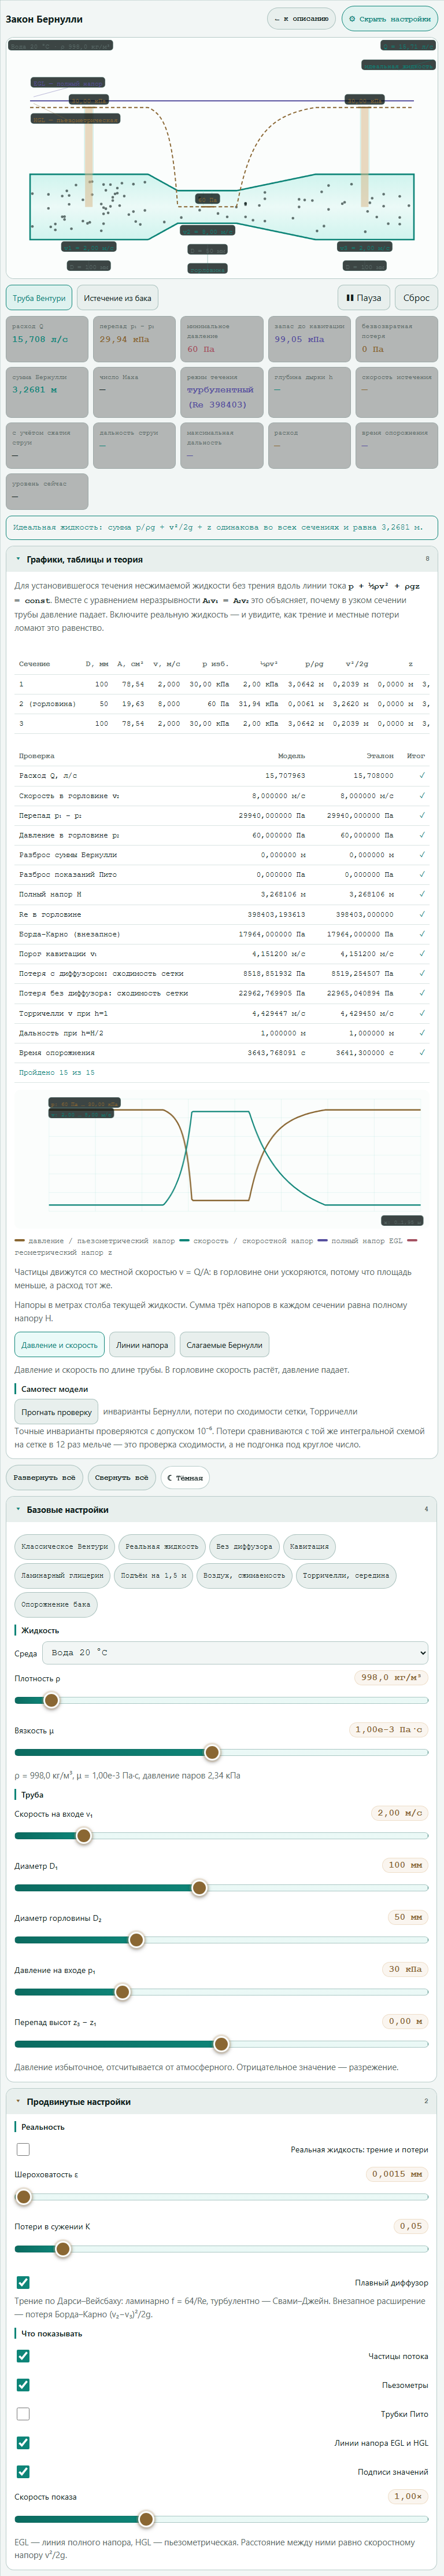 Закон Бернулли
← к описанию
⚙ Скрыть настройки
Труба Вентури
Истечение из бака
Пауза
Сброс
расход Q
15,708 л/с
перепад p₁ − p₂
29,94 кПа
минимальное давление
60 Па
запас до кавитации
99,05 кПа
безвозвратная потеря
0 Па
сумма Бернулли
3,2681 м
число Маха
—
режим течения
турбулентный
(Re 398403)
глубина дырки h
—
скорость истечения
—
с учётом сжатия струи
—
дальность струи
—
максимальная дальность
—
расход
—
время опорожнения
—
уровень сейчас
—
Идеальная жидкость: сумма p/ρg + v²/2g + z одинакова во всех сечениях и равна 3,2681 м.
Графики, таблицы и теория 8
Для установившегося течения несжимаемой жидкости без трения вдоль линии тока p + ½ρv² + ρgz
= const. Вместе с уравнением неразрывности A₁v₁ = A₂v₂ это объясняет, почему в узком сечении
трубы давление падает. Включите реальную жидкость — и увидите, как трение и местные потери
ломают это равенство.
Сечение D, мм A, см² v, м/с p изб. ½ρv² p/ρg v²/2g z
1 100 78,54 2,000 30,00 кПа 2,00 кПа 3,0642 м 0,2039 м 0,0000 м 3,
2 (горловина) 50 19,63 8,000 60 Па 31,94 кПа 0,0061 м 3,2620 м 0,0000 м 3,
3 100 78,54 2,000 30,00 кПа 2,00 кПа 3,0642 м 0,2039 м 0,0000 м 3,
Проверка Модель Эталон Итог
Расход Q, л/с 15,707963 15,708000 ✓
Скорость в горловине v₂ 8,000000 м/с 8,000000 м/с ✓
Перепад p₁ − p₂ 29940,000000 Па 29940,000000 Па ✓
Давление в горловине p₂ 60,000000 Па 60,000000 Па ✓
Разброс суммы Бернулли 0,000000 м 0,000000 м ✓
Разброс показаний Пито 0,000000 Па 0,000000 Па ✓
Полный напор H 3,268106 м 3,268106 м ✓
Re в горловине 398403,193613 398403,000000 ✓
Борда-Карно (внезапное) 17964,000000 Па 17964,000000 Па ✓
Порог кавитации v₁ 4,151200 м/с 4,151200 м/с ✓
Потеря с диффузором: сходимость сетки 8518,851932 Па 8519,254507 Па ✓
Потеря без диффузора: сходимость сетки 22962,769905 Па 22965,040894 Па ✓
Торричелли v при h=1 4,429447 м/с 4,429450 м/с ✓
Дальность при h=H/2 1,000000 м 1,000000 м ✓
Время опорожнения 3643,768091 с 3641,300000 с ✓
Пройдено 15 из 15
давление / пьезометрический напор скорость / скоростной напор полный напор EGL
геометрический напор z
Частицы движутся со местной скоростью v = Q/A: в горловине они ускоряются, потому что площадь
меньше, а расход тот же.
Напоры в метрах столба текущей жидкости. Сумма трёх напоров в каждом сечении равна полному
напору H.
Давление и скорость
Линии напора
Слагаемые Бернулли
Давление и скорость по длине трубы. В горловине скорость растёт, давление падает.
Самотест модели
Прогнать проверку
инварианты Бернулли, потери по сходимости сетки, Торричелли
Точные инварианты проверяются с допуском 10⁻⁶. Потери сравниваются с той же интегральной схемой
на сетке в 12 раз мельче — это проверка сходимости, а не подгонка под круглое число.
Развернуть всё
Свернуть всё
☾ Тёмная
Базовые настройки 4
Классическое Вентури
Реальная жидкость
Без диффузора
Кавитация
Ламинарный глицерин
Подъём на 1,5 м
Воздух, сжимаемость
Торричелли, середина
Опорожнение бака
Жидкость
Среда Вода 20 °C
Плотность ρ 998,0 кг/м³
Вязкость μ 1,00e-3 Па·с
ρ = 998,0 кг/м³, μ = 1,00e-3 Па·с, давление паров 2,34 кПа
Труба
Скорость на входе v₁ 2,00 м/с
Диаметр D₁ 100 мм
Диаметр горловины D₂ 50 мм
Давление на входе p₁ 30 кПа
Перепад высот z₃ − z₁ 0,00 м
Давление избыточное, отсчитывается от атмосферного. Отрицательное значение — разрежение.
Продвинутые настройки 2
Реальность
Реальная жидкость: трение и потери
Шероховатость ε 0,0015 мм
Потери в сужении K 0,05
Плавный диффузор
Трение по Дарси–Вейсбаху: ламинарно f = 64/Re, турбулентно — Свами–Джейн. Внезапное расширение
— потеря Борда–Карно (v₂−v₃)²/2g.
Что показывать
Частицы потока
Пьезометры
Трубки Пито
Линии напора EGL и HGL
Подписи значений
Скорость показа 1,00×
EGL — линия полного напора, HGL — пьезометрическая. Расстояние между ними равно скоростному
напору v²/2g.